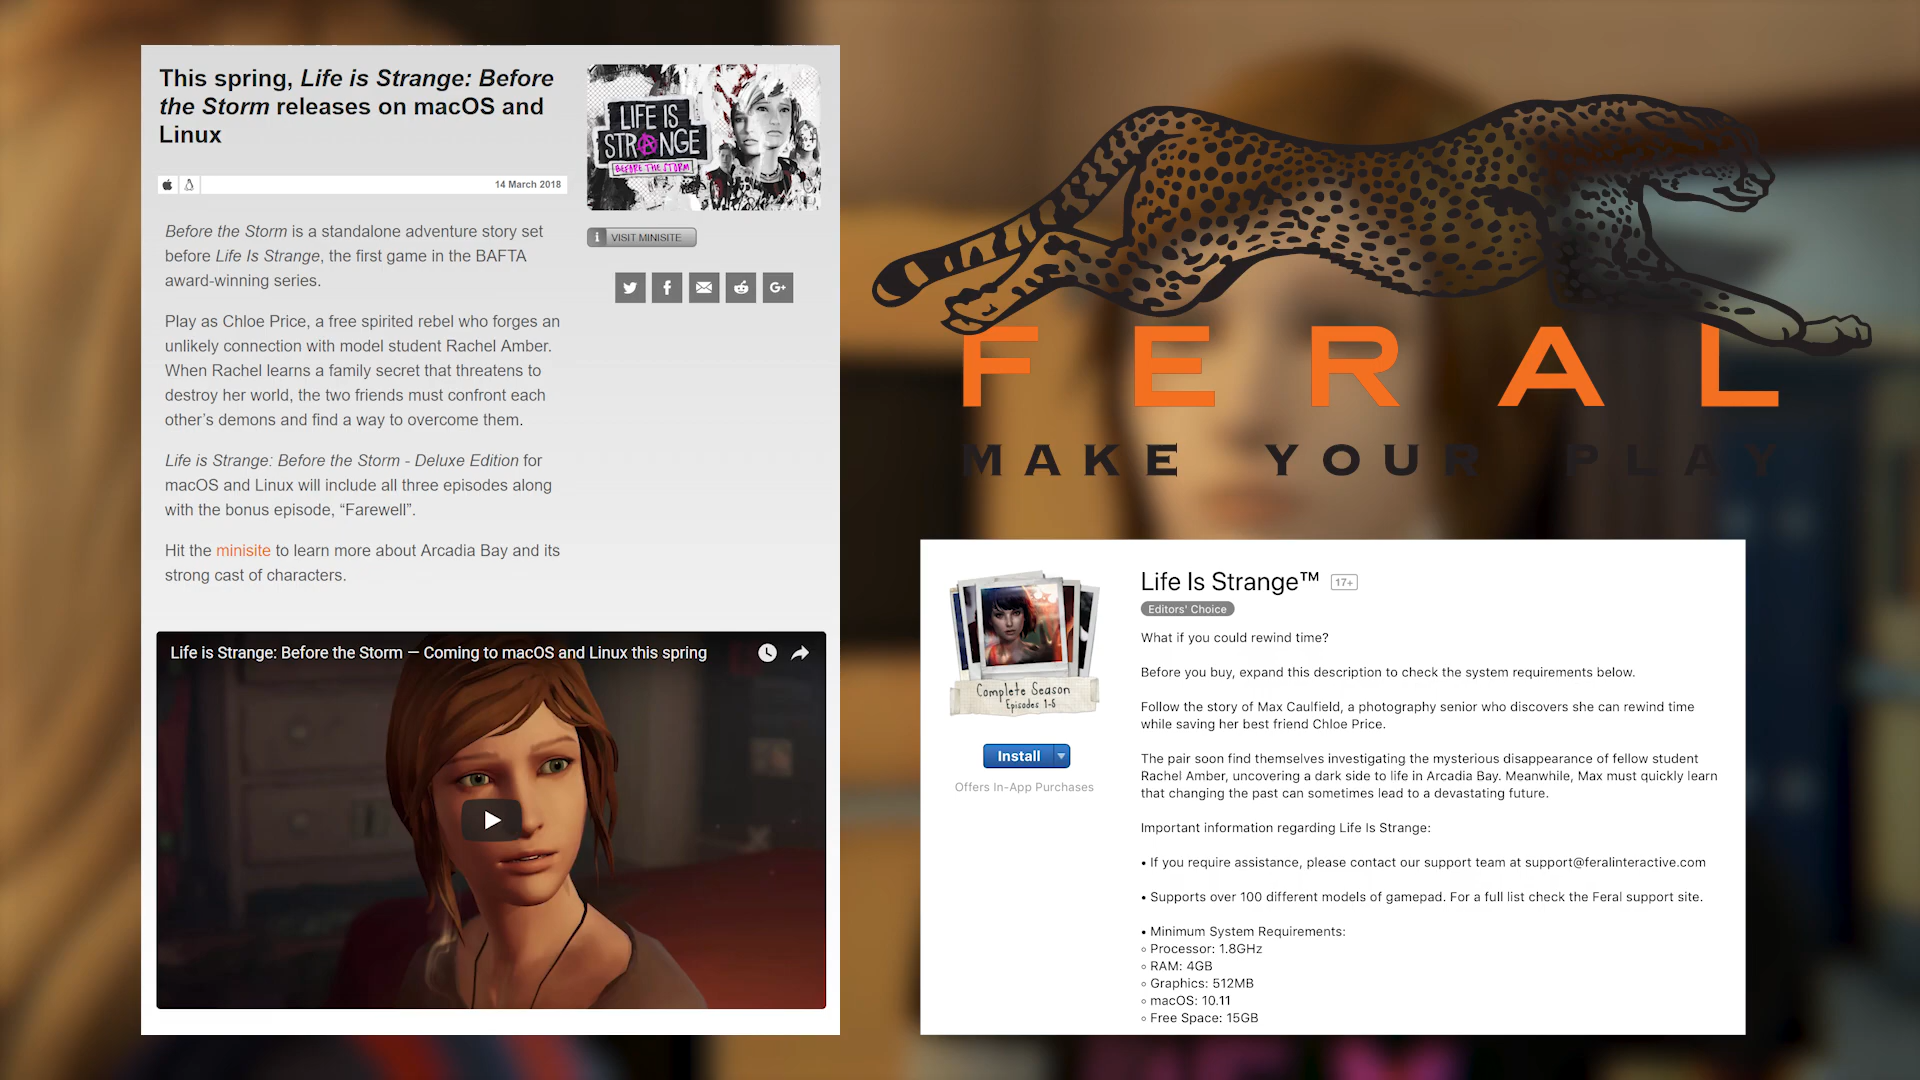 This spring, Life is Strange: Before
the Storm releases on macOS and
Linux
14 March 2018
Before the Storm is a standalone adventure story set
before Life Is Strange, the first game in the BAFTA
award-winning series.
Play as Chloe Price, a free spirited rebel who forges an
unlikely connection with model student Rachel Amber.
When Rachel learns a family secret that threatens to
destroy her world, the two friends must confront each
other’s demons and find a way to overcome them.
Life is Strange: Before the Storm - Deluxe Edition for
macOS and Linux will include all three episodes along
with the bonus episode, “Farewell”.
Hit the minisite to learn more about Arcadia Bay and its
strong cast of characters.
LIFE IS
STRANGE
BEFORE THE STORM
i VISIT MINISITE
G+
Life is Strange: Before the Storm — Coming to macOS and Linux this spring
FERAL
MAKE YOUR PLAY
Complete Season
Episodes 1-5
Install
Offers In-App Purchases
Life Is Strange™ 17+
Editors' Choice
What if you could rewind time?
Before you buy, expand this description to check the system requirements below.
Follow the story of Max Caulfield, a photography senior who discovers she can rewind time
while saving her best friend Chloe Price.
The pair soon find themselves investigating the mysterious disappearance of fellow student
Rachel Amber, uncovering a dark side to life in Arcadia Bay. Meanwhile, Max must quickly learn
that changing the past can sometimes lead to a devastating future.
Important information regarding Life Is Strange:
• If you require assistance, please contact our support team at support@feralinteractive.com
• Supports over 100 different models of gamepad. For a full list check the Feral support site.
• Minimum System Requirements:
◦ Processor: 1.8GHz
◦ RAM: 4GB
◦ Graphics: 512MB
◦ macOS: 10.11
◦ Free Space: 15GB